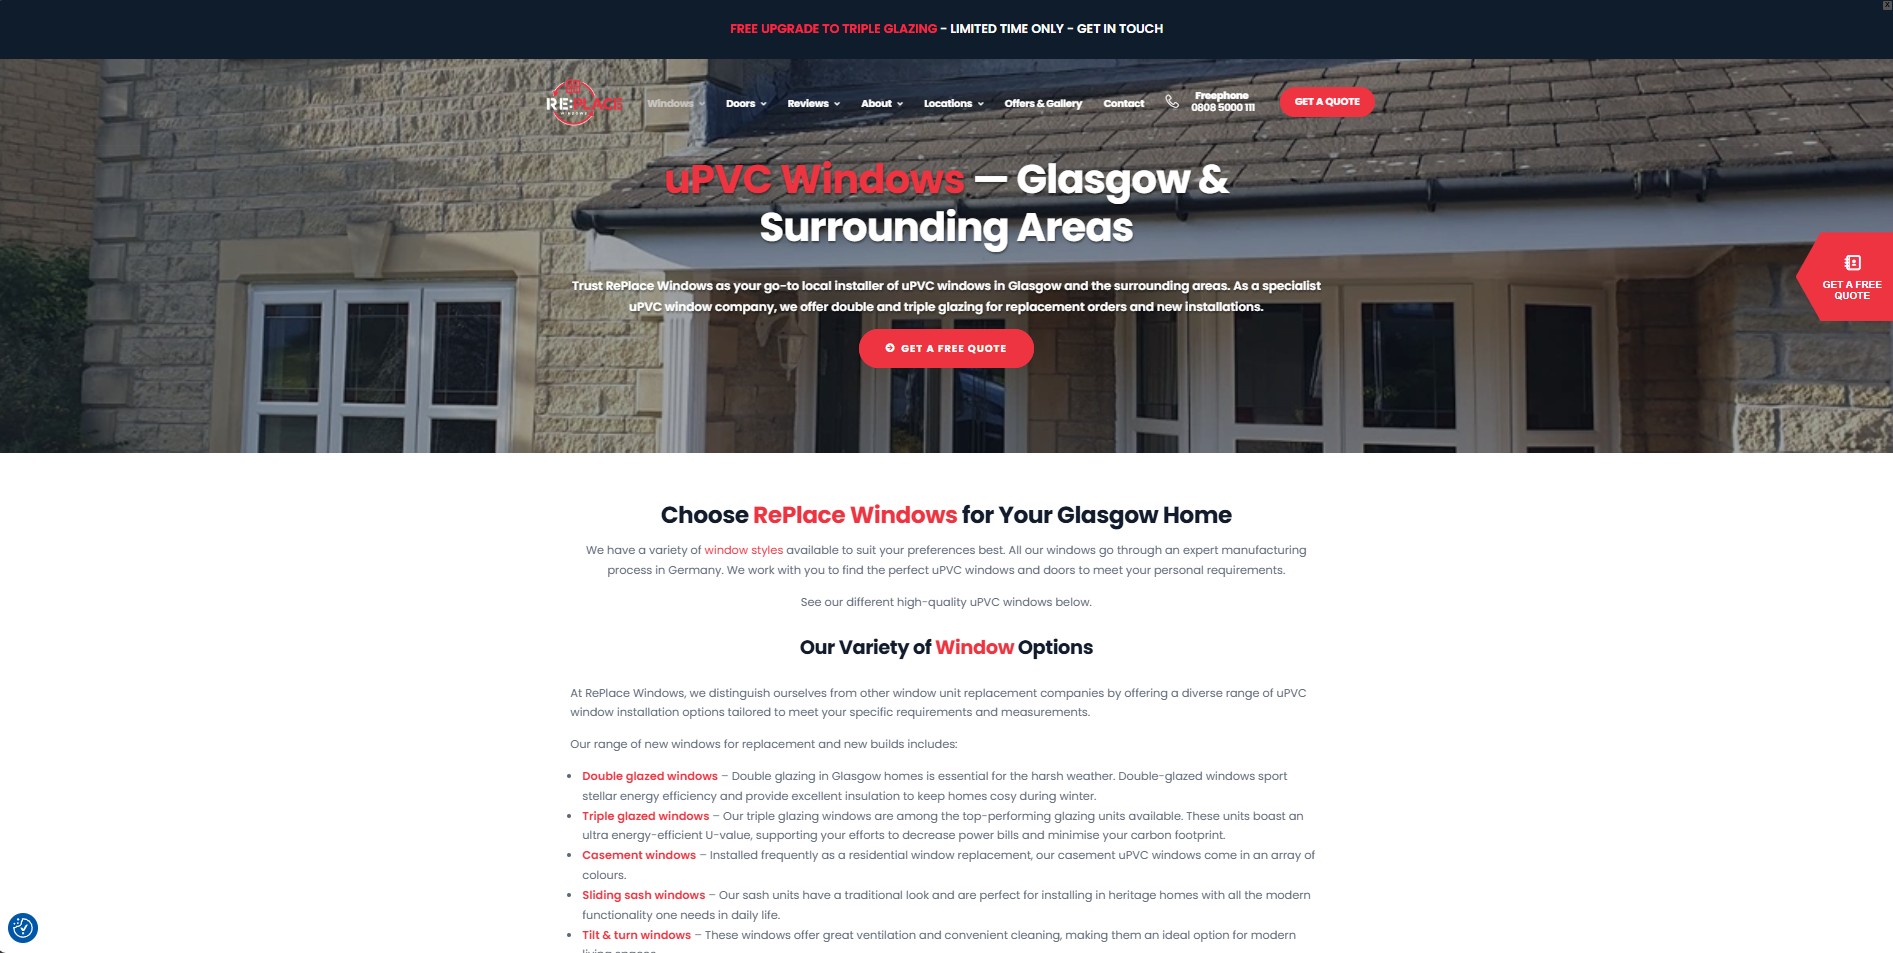 X
FREE UPGRADE TO TRIPLE GLAZING - LIMITED TIME ONLY - GET IN TOUCH
RE:PLACE
WINDOWS
Windows
Doors
Reviews
About
Locations
Offers & Gallery
Contact
Freephone
0808 5000 111
GET A QUOTE
uPVC Windows — Glasgow &
Surrounding Areas
Trust RePlace Windows as your go-to local installer of uPVC windows in Glasgow and the surrounding areas. As a specialist
uPVC window company, we offer double and triple glazing for replacement orders and new installations.
GET A FREE QUOTE
GET A FREE
QUOTE
Choose RePlace Windows for Your Glasgow Home
We have a variety of window styles available to suit your preferences best. All our windows go through an expert manufacturing
process in Germany. We work with you to find the perfect uPVC windows and doors to meet your personal requirements.
See our different high-quality uPVC windows below.
Our Variety of Window Options
At RePlace Windows, we distinguish ourselves from other window unit replacement companies by offering a diverse range of uPVC
window installation options tailored to meet your specific requirements and measurements.
Our range of new windows for replacement and new builds includes:
• Double glazed windows – Double glazing in Glasgow homes is essential for the harsh weather. Double-glazed windows sport
stellar energy efficiency and provide excellent insulation to keep homes cosy during winter.
• Triple glazed windows – Our triple glazing windows are among the top-performing glazing units available. These units boast an
ultra energy-efficient U-value, supporting your efforts to decrease power bills and minimise your carbon footprint.
• Casement windows – Installed frequently as a residential window replacement, our casement uPVC windows come in an array of
colours.
• Sliding sash windows – Our sash units have a traditional look and are perfect for installing in heritage homes with all the modern
functionality one needs in daily life.
• Tilt & turn windows – These windows offer great ventilation and convenient cleaning, making them an ideal option for modern